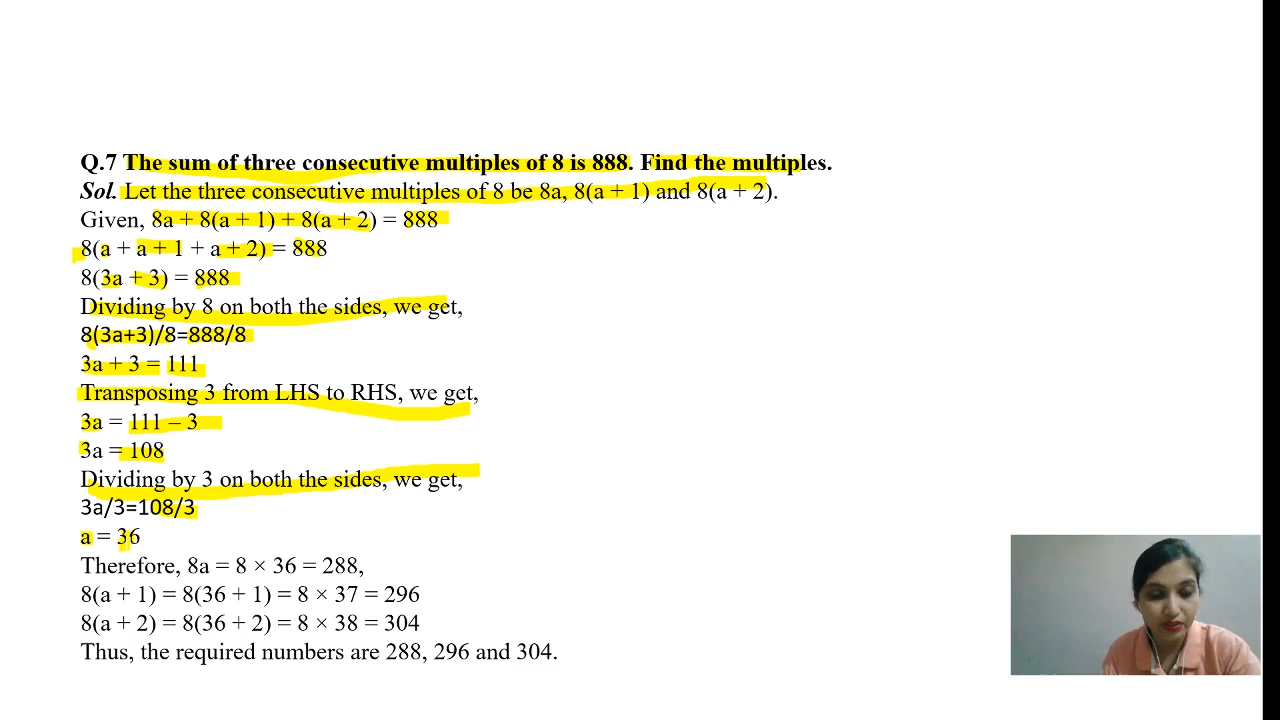 Q.7 The sum of three consecutive multiples of 8 is 888. Find the multiples.
Sol. Let the three consecutive multiples of 8 be 8a, 8(a + 1) and 8(a + 2).
Given, 8a + 8(a + 1) + 8(a + 2) = 888
8(a + a + 1 + a + 2) = 888
8(3a + 3) = 888
Dividing by 8 on both the sides, we get,
8(3a+3)/8=888/8
3a + 3 = 111
Transposing 3 from LHS to RHS, we get,
3a = 111 – 3
3a = 108
Dividing by 3 on both the sides, we get,
3a/3=108/3
a = 36
Therefore, 8a = 8 × 36 = 288,
8(a + 1) = 8(36 + 1) = 8 × 37 = 296
8(a + 2) = 8(36 + 2) = 8 × 38 = 304
Thus, the required numbers are 288, 296 and 304.